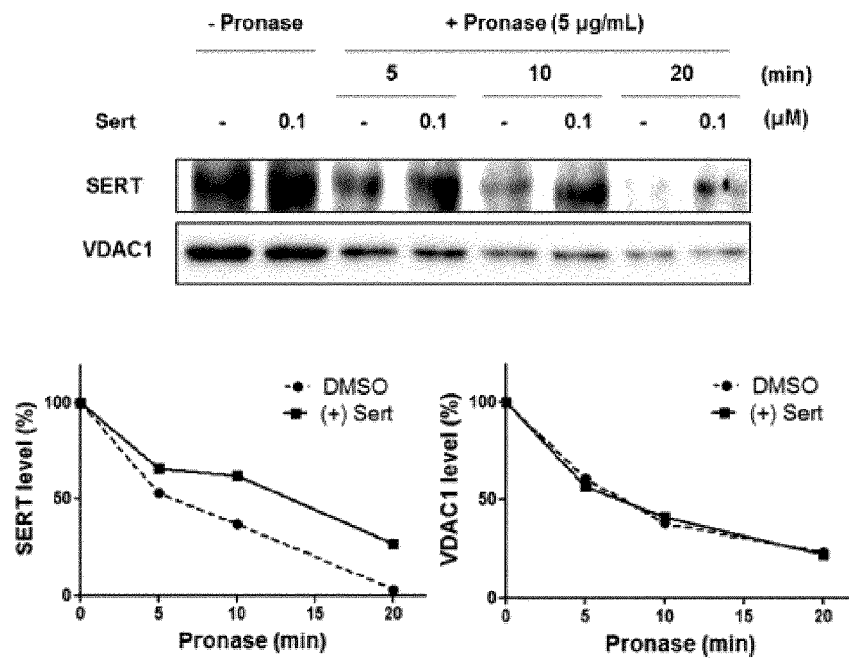 - Pronase + Pronase (5 µg/mL)
5 10 20 (min)
Sert - 0.1 - 0.1 - 0.1 - 0.1 (µM)
SERT
VDAC1
SERT level (%)
100
50
0
DMSO
(+) Sert
0 5 10 15 20
Pronase (min)
VDAC1 level (%)
100
50
0
DMSO
(+) Sert
0 5 10 15 20
Pronase (min)